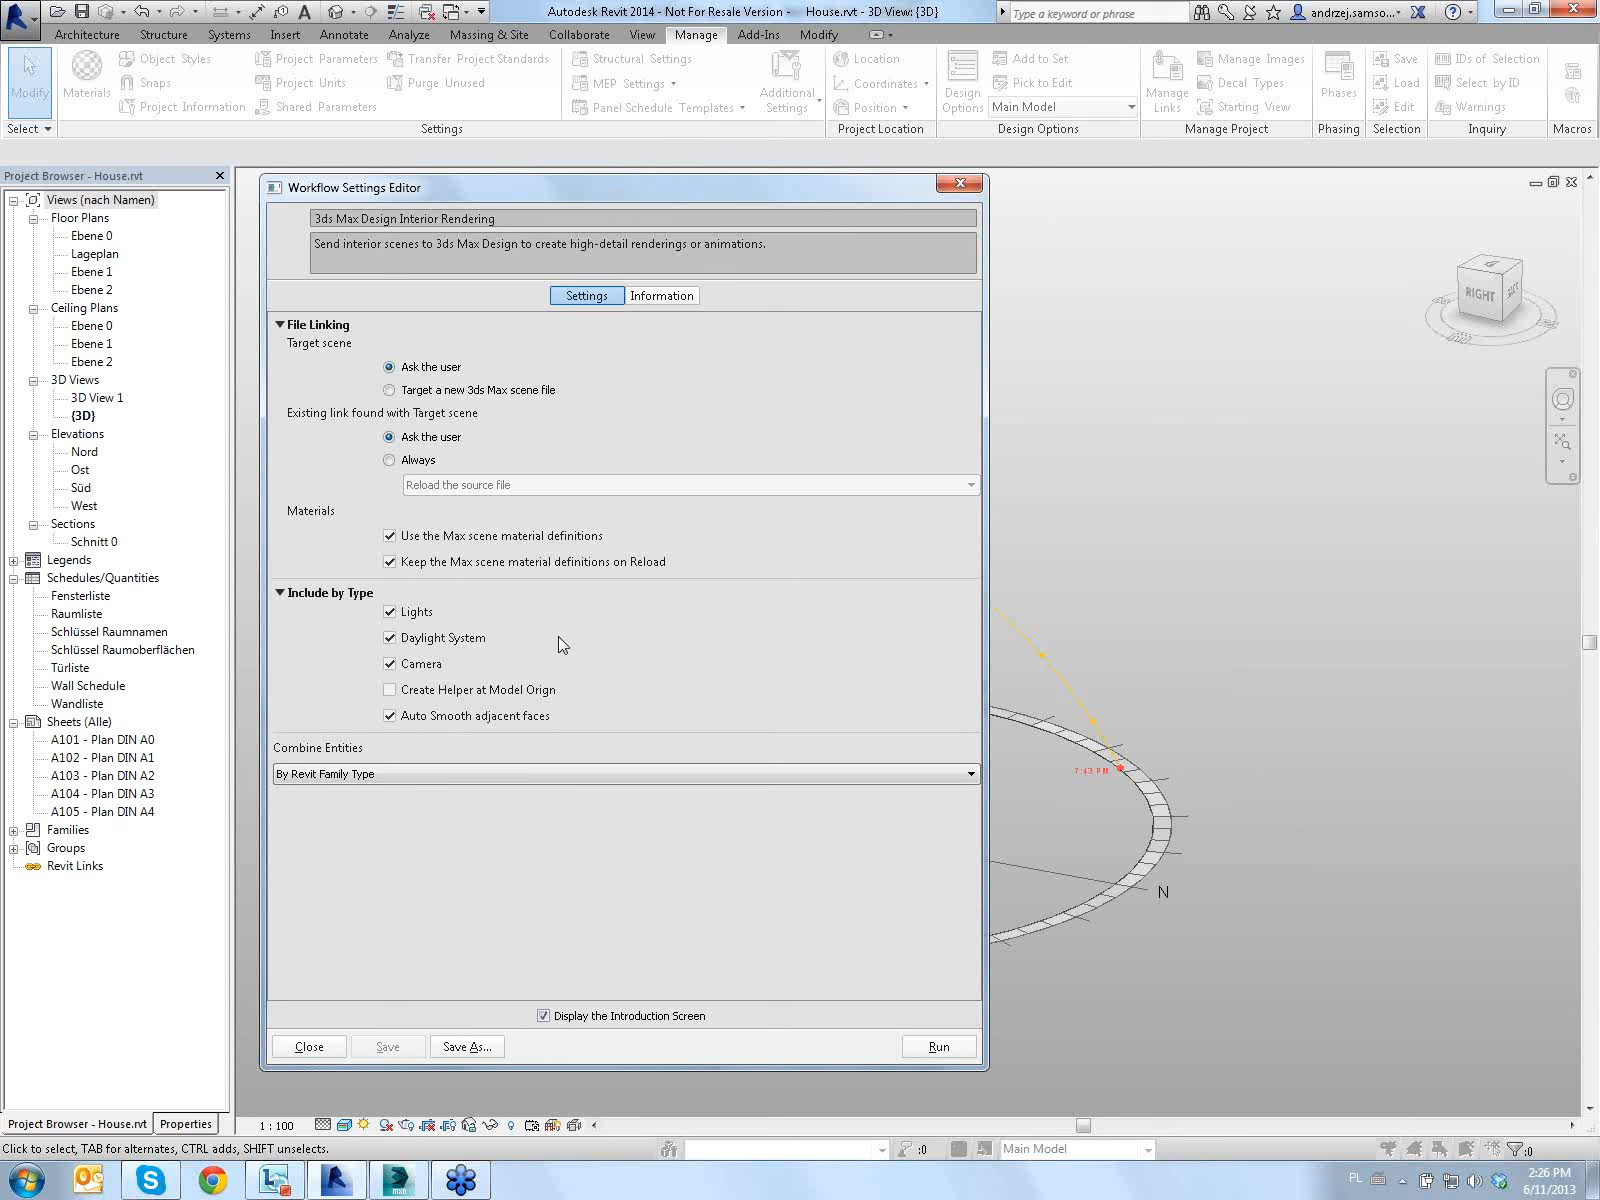 Autodesk Revit 2014 - Not For Resale Version -    House.rvt - 3D View: {3D}
Type a keyword or phrase
andrzej.samso...
Architecture Structure Systems Insert Annotate Analyze Massing & Site Collaborate View Manage Add-Ins Modify
Modify
Materials
Object Styles
Snaps
Project Information
Project Parameters
Project Units
Shared Parameters
Transfer Project Standards
Purge Unused
Structural Settings
MEP Settings
Panel Schedule Templates
Additional
Settings
Location
Coordinates
Position
Design
Options
Add to Set
Pick to Edit
Main Model
Manage
Links
Manage Images
Decal Types
Starting View
Phases
Save
Load
Edit
IDs of Selection
Select by ID
Warnings
Select
Settings
Project Location
Design Options
Manage Project
Phasing
Selection
Inquiry
Macros
Project Browser - House.rvt
Views (nach Namen)
Floor Plans
Ebene 0
Lageplan
Ebene 1
Ebene 2
Ceiling Plans
Ebene 0
Ebene 1
Ebene 2
3D Views
3D View 1
{3D}
Elevations
Nord
Ost
Süd
West
Sections
Schnitt 0
Legends
Schedules/Quantities
Fensterliste
Raumliste
Schlüssel Raumnamen
Schlüssel Raumoberflächen
Türliste
Wall Schedule
Wandliste
Sheets (Alle)
A101 - Plan DIN A0
A102 - Plan DIN A1
A103 - Plan DIN A2
A104 - Plan DIN A3
A105 - Plan DIN A4
Families
Groups
Revit Links
Project Browser - House.rvt
Properties
Workflow Settings Editor
3ds Max Design Interior Rendering
Send interior scenes to 3ds Max Design to create high-detail renderings or animations.
Settings
Information
File Linking
Target scene
Ask the user
Target a new 3ds Max scene file
Existing link found with Target scene
Ask the user
Always
Reload the source file
Materials
Use the Max scene material definitions
Keep the Max scene material definitions on Reload
Include by Type
Lights
Daylight System
Camera
Create Helper at Model Orign
Auto Smooth adjacent faces
Combine Entities
By Revit Family Type
Display the Introduction Screen
Close
Save
Save As...
Run
RIGHT
7:43 PM
N
1 : 100
Click to select, TAB for alternates, CTRL adds, SHIFT unselects.
:0
Main Model
:0
PL
2:26 PM
6/11/2013